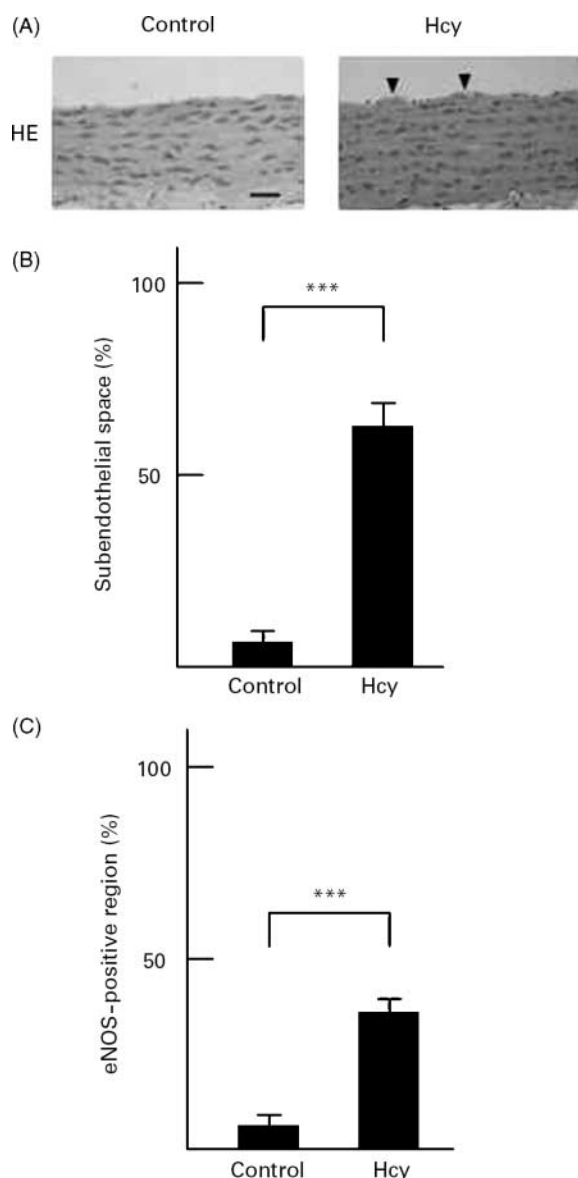 (A)
Control Hcy
HE
(B)
Subendothelial space (%)
100
50
***
Control Hcy
(C)
eNOS-positive region (%)
100
50
***
Control Hcy